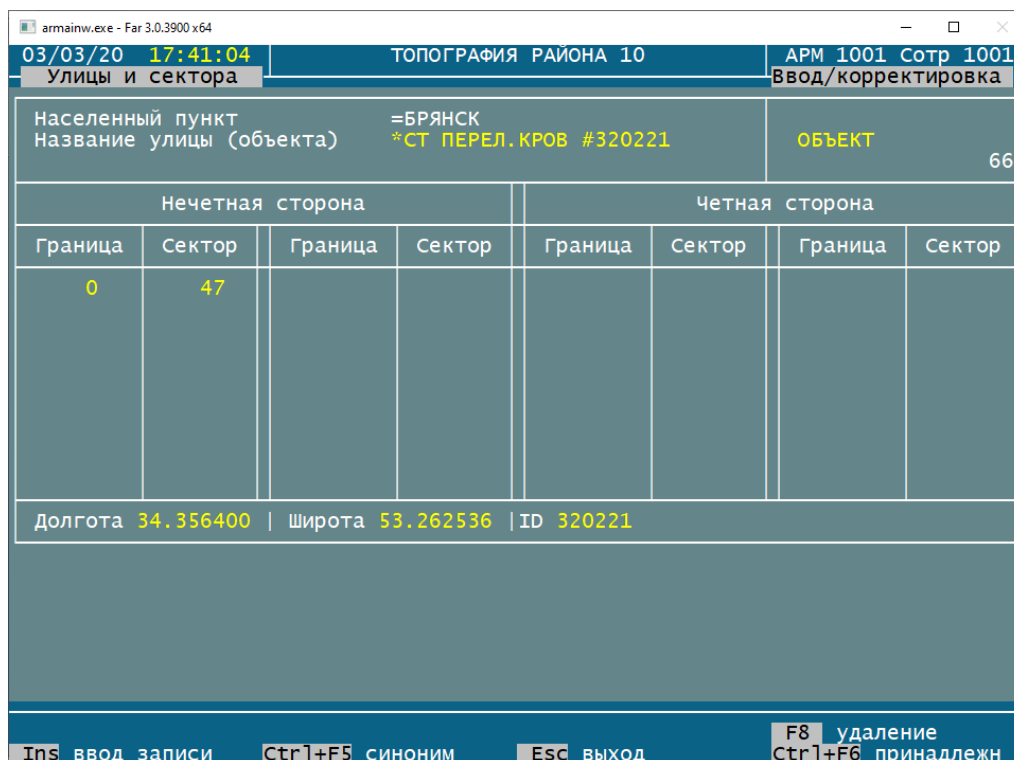 armainw.exe - Far 3.0.3900 x64
03/03/20 17:41:04 ТОПОГРАФИЯ РАЙОНА 10 АРМ 1001 Сотр 1001
Улицы и сектора Ввод/корректировка
Населенный пункт =БРЯНСК
Название улицы (объекта) *СТ ПЕРЕЛ.КРОВ #320221 ОБЪЕКТ
66
Нечетная сторона Четная сторона
Граница Сектор Граница Сектор Граница Сектор Граница Сектор
0 47
Долгота 34.356400 | Широта 53.262536 |ID 320221
F8 удаление
Ins ввод записи Ctrl+F5 синоним Esc выход Ctrl+F6 принадлежн